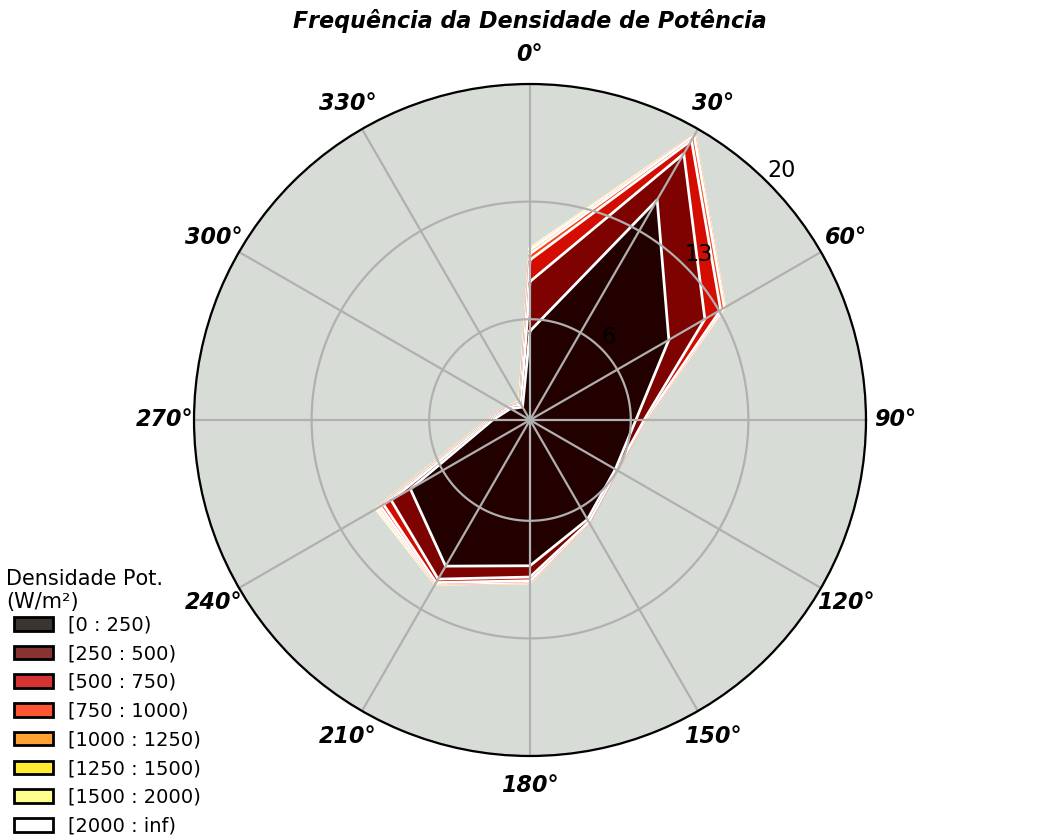 Frequência da Densidade de Potência
0°
330°
30°
20
300°
60°
13
6
270°
90°
Densidade Pot.
(W/m²)
240°
120°
[0 : 250)
[250 : 500)
[500 : 750)
[750 : 1000)
[1000 : 1250)
[1250 : 1500)
[1500 : 2000)
[2000 : inf)
210°
150°
180°